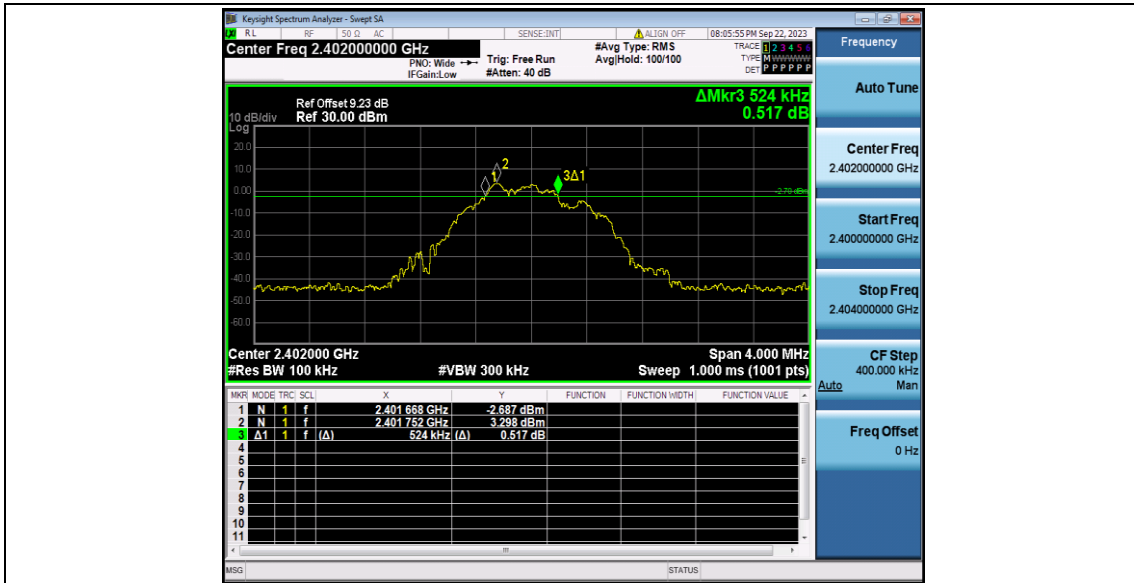 Keysight Spectrum Analyzer - Swept SA
RL RF 50 Ω AC SENSE:INT ALIGN OFF 08:05:55 PM Sep 22, 2023
Center Freq 2.402000000 GHz
PNO: Wide
IFGain:Low
Trig: Free Run
#Atten: 40 dB
#Avg Type: RMS
Avg|Hold: 100/100
TRACE 1 2 3 4 5 6
TYPE MWWWWW
DET P P P P P P
Ref Offset 9.23 dB
Ref 30.00 dBm
10 dB/div
Log
ΔMkr3 524 kHz
0.517 dB
20.0
10.0
0.00
-10.0
-20.0
-30.0
-40.0
-50.0
-60.0
1
2
3Δ1
-2.70 dBm
Center 2.402000 GHz Span 4.000 MHz
#Res BW 100 kHz #VBW 300 kHz Sweep 1.000 ms (1001 pts)
MKR MODE TRC SCL X Y FUNCTION FUNCTION WIDTH FUNCTION VALUE
1 N 1 f 2.401 668 GHz -2.687 dBm
2 N 1 f 2.401 752 GHz 3.298 dBm
3 Δ1 1 f (Δ) 524 kHz (Δ) 0.517 dB
4
5
6
7
8
9
10
11
MSG STATUS
Frequency
Auto Tune
Center Freq
2.402000000 GHz
Start Freq
2.400000000 GHz
Stop Freq
2.404000000 GHz
CF Step
400.000 kHz
Auto Man
Freq Offset
0 Hz